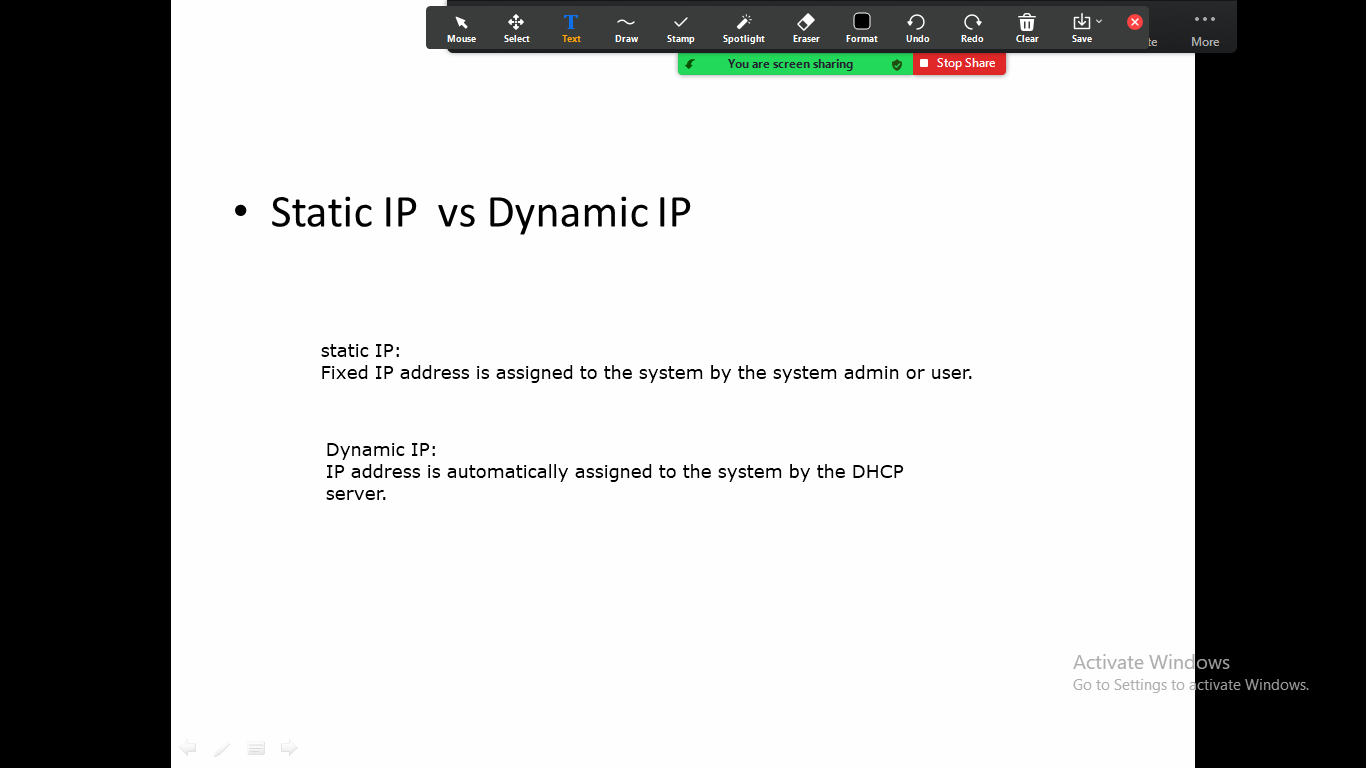 Mouse Select Text Draw Stamp Spotlight Eraser Format Undo Redo Clear Save More
You are screen sharing Stop Share
• Static IP vs Dynamic IP
static IP:
Fixed IP address is assigned to the system by the system admin or user.
Dynamic IP:
IP address is automatically assigned to the system by the DHCP
server.
Activate Windows
Go to Settings to activate Windows.